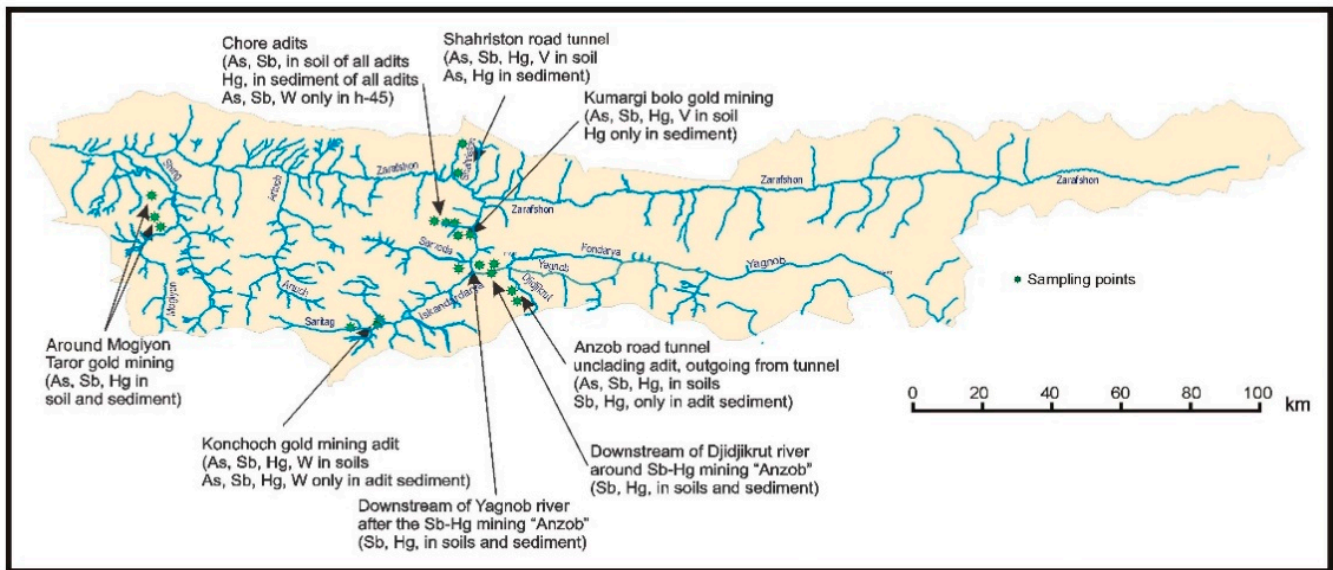 Chore adits
(As, Sb, in soil of all adits
Hg, in sediment of all adits
As, Sb, W only in h-45)
Shahriston road tunnel
(As, Sb, Hg, V in soil
As, Hg in sediment)
Kumargi bolo gold mining
(As, Sb, Hg, V in soil
Hg only in sediment)
Shing
Artuch
Zarafshon
Shahriston
Zarafshon
Zarafshon
Zarafshon
Sarvoda
Fondarya
Yagnob
Yagnob
Djidjikrut
Iskandardarya
Mogiyon
Saritag
Sampling points
Around Mogiyon
Taror gold mining
(As, Sb, Hg in
soil and sediment)
Anzob road tunnel
unclading adit, outgoing from tunnel
(As, Sb, Hg, in soils
Sb, Hg, only in adit sediment)
0 20 40 60 80 100
km
Konchoch gold mining adit
(As, Sb, Hg, W in soils
As, Sb, Hg, W only in adit sediment)
Downstream of Djidjikrut river
around Sb-Hg mining “Anzob”
(Sb, Hg, in soils and sediment)
Downstream of Yagnob river
after the Sb-Hg mining “Anzob”
(Sb, Hg, in soils and sediment)